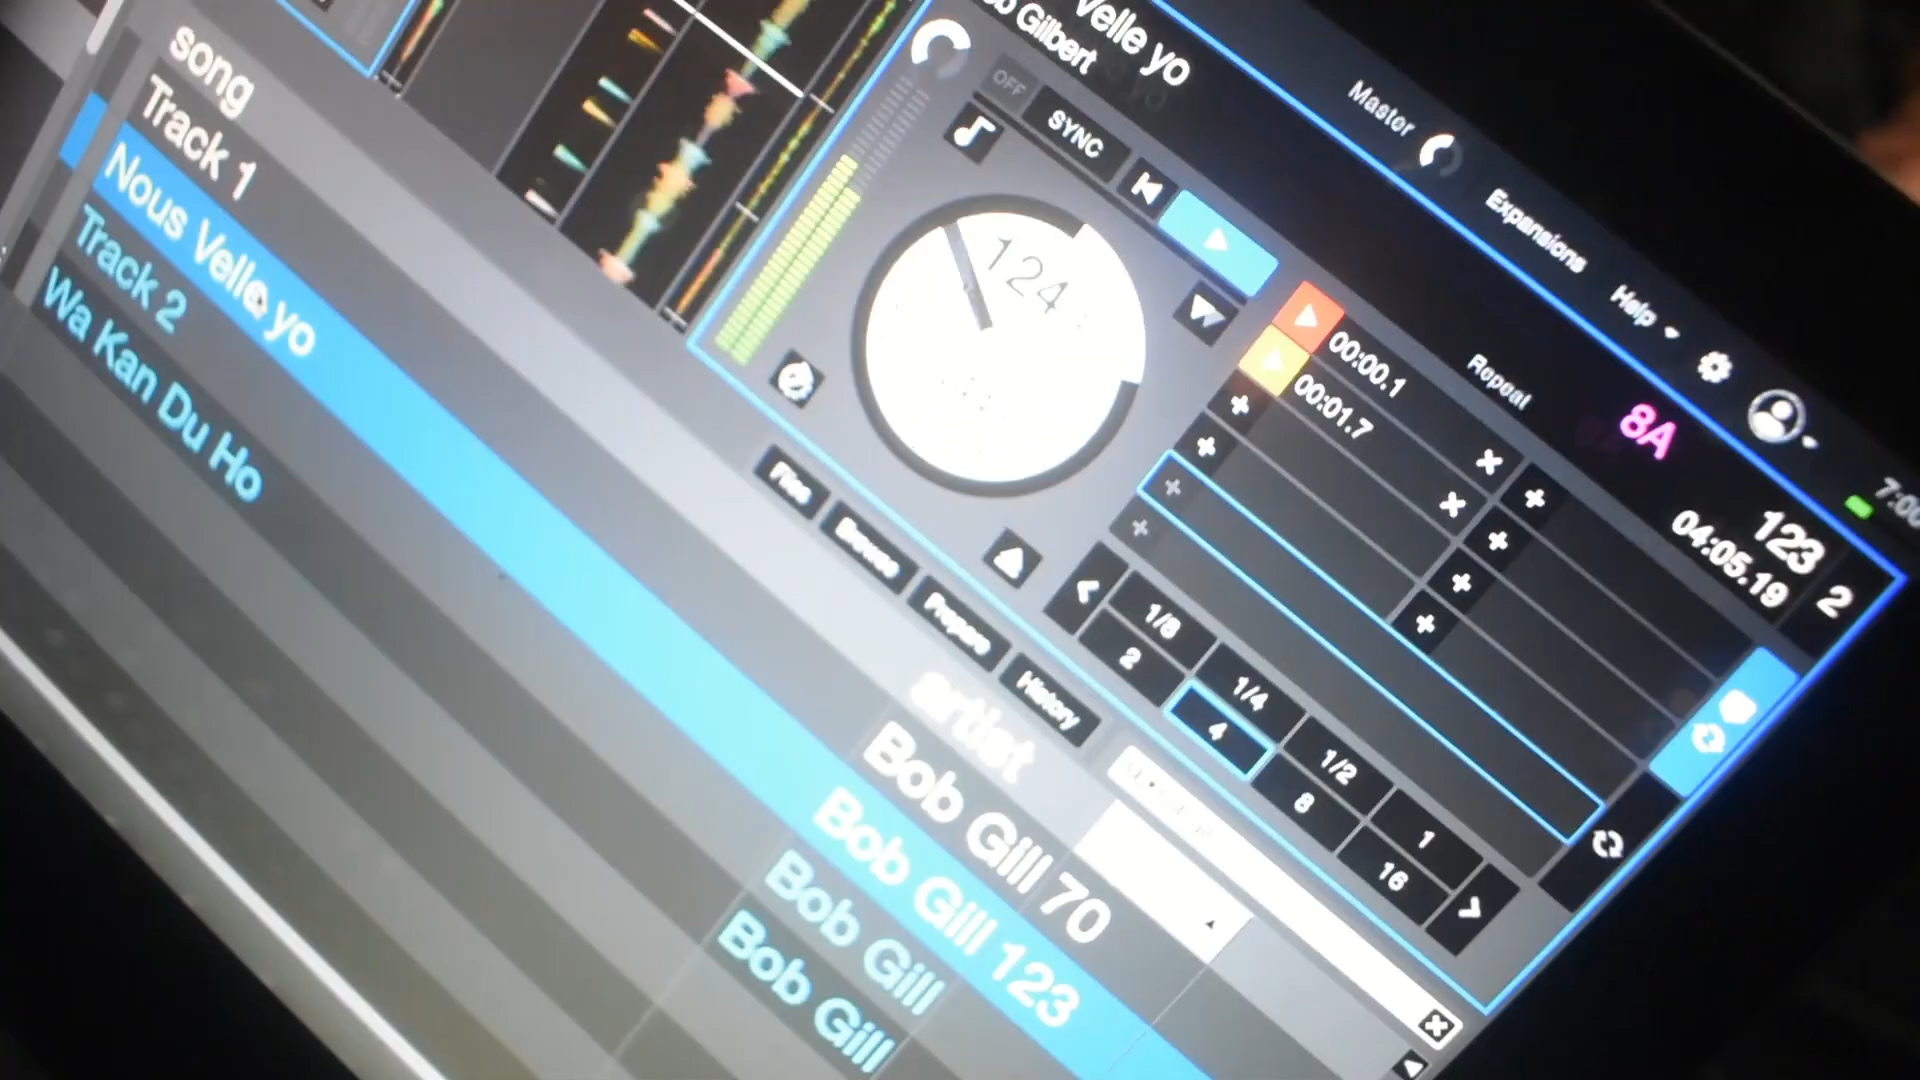 Velle yo
Gilbert
Master
Expansions
Help
OFF
SYNC
124
00:00.1
00:01.7
Repeat
8A
123
2
04:05.19
1/8
1/4
1/2
1
2
4
8
16
Files
Browse
Prepare
History
song
artist
Track 1
Bob Gill 70
Nous Velle yo
Bob Gill 123
Track 2
Bob Gill
Wa Kan Du Ho
Bob Gill